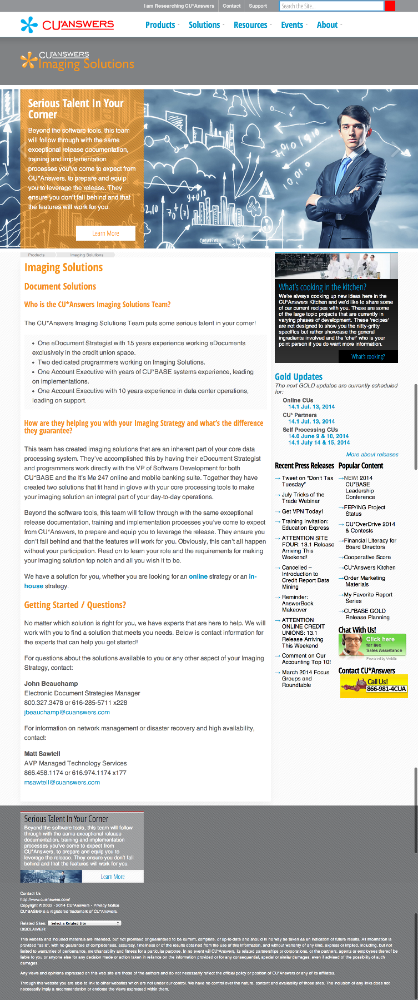 I am Researching CU*Answers
Contact
Support
Search the Site...
CU*ANSWERS
Products
Solutions
Resources
Events
About
CU*ANSWERS
Imaging Solutions
Serious Talent In Your
Corner
Beyond the software tools, this team
will follow through with the same
exceptional release documentation,
training and implementation
processes you've come to expect from
CU*Answers, to prepare and equip
you to leverage the release. They
ensure you don't fall behind and that
the features will work for you.
Learn More
CREATIVE
Products
Imaging Solutions
Imaging Solutions
Document Solutions
Who is the CU*Answers Imaging Solutions Team?
The CU*Answers Imaging Solutions Team puts some serious talent in your corner!
• One eDocument Strategist with 15 years experience working eDocuments
exclusively in the credit union space.
• Two dedicated programmers working on Imaging Solutions.
• One Account Executive with years of CU*BASE systems experience, leading
on implementations.
• One Account Executive with 10 years experience in data center operations,
leading on support.
How are they helping you with your Imaging Strategy and what's the difference
they guarantee?
This team has created imaging solutions that are an inherent part of your core data
processing system. They've accomplished this by having their eDocument Strategist
and programmers work directly with the VP of Software Development for both
CU*BASE and the It's Me 247 online and mobile banking suite. Together they have
created two solutions that fit hand in glove with your core processing tools to make
your imaging solution an integral part of your day-to-day operations.
Beyond the software tools, this team will follow through with the same exceptional
release documentation, training and implementation processes you've come to expect
from CU*Answers, to prepare and equip you to leverage the release. They ensure you
don't fall behind and that the features will work for you. Obviously, this can't all happen
without your participation. Read on to learn your role and the requirements for making
your imaging solution top notch and all you wish it to be.
We have a solution for you, whether you are looking for an online strategy or an in-
house strategy.
Getting Started / Questions?
No matter which solution is right for you, we have experts that are here to help. We will
work with you to find a solution that meets you needs. Below is contact information for
the experts that can help you get started!
For questions about the solutions available to you or any other aspect of your Imaging
Strategy, contact:
John Beauchamp
Electronic Document Strategies Manager
800.327.3478 or 616-285-5711 x228
jbeauchamp@cuanswers.com
For information on network management or disaster recovery and high availability,
contact:
Matt Sawtell
AVP Managed Technology Services
866.458.1174 or 616.974.1174 x177
msawtell@cuanswers.com
What's cooking in the kitchen?
We're always cooking up new ideas here in the
CU*Answers Kitchen and we'd like to share some
of our current recipes with you. These are some
of the large topic projects that are currently in
varying phases of development. These 'recipes'
are not designed to show you the nitty-gritty
specifics but rather showcase the general
ingredients involved and the 'chef' who is your
point person if you do want more information.
What's cooking?
Gold Updates
The next GOLD updates are currently scheduled
for:
Online CUs
14.1 Jul. 13, 2014
CU* Partners
14.1 Jul. 13, 2014
Self Processing CUs
14.0 June 9 & 10, 2014
14.1 July 14 & 15, 2014
More about releases
Recent Press Releases
→ Tweet on “Don't Tax
Tuesday”
→ July Tricks of the
Trade Webinar
→ Get VPN Today!
→ Training Invitation:
Education Express
→ ATTENTION SITE
FOUR: 13.1 Release
Arriving This
Weekend!
→ Cancelled –
Introduction to
Credit Report Data
Mining
→ Reminder:
AnswerBook
Makeover
→ ATTENTION
ONLINE CREDIT
UNIONS: 13.1
Release Arriving
This Weekend
→ Comment on Our
Accounting Top 10!
→ March 2014 Focus
Groups and
Roundtable
Popular Content
→NEW! 2014
CU*BASE
Leadership
Conference
→FEP/ING Project
Status
→ CU*OverDrive 2014
& Contests
→Financial Literacy for
Board Directors
→Cooperative Score
→CU*Answers Kitchen
→Order Marketing
Materials
→My Favorite Report
Series
→CU*BASE GOLD
Release Planning
Chat With Us!
Click here
for live
Sales Assistance
Powered by WebEx
Contact CU*Answers
Call Us!
866-981-4CUA
Serious Talent In Your Corner
Beyond the software tools, this team will follow
through with the same exceptional release
documentation, training and implementation
processes you've come to expect from
CU*Answers, to prepare and equip you to
leverage the release. They ensure you don't fall
behind and that the features will work for you.
Learn More
Contact Us
http://www.cuanswers.com/
Copyright © 2002 - 2014 CU*Answers • Privacy Notice
CU*BASE® is a registered trademark of CU*Answers.
Related Sites: Select a Related Site
DISCLAIMER:
This website and included materials are intended, but not promised or guaranteed to be current, complete, or up-to-date and should in no way be taken as an indication of future results. All information is
provided "as is", with no guarantee of completeness, accuracy, timeliness or of the results obtained from the use of this information, and without warranty of any kind, express or implied, including, but not
limited to warranties of performance, merchantability and fitness for a particular purpose. In no event will CU*Answers, its related partnerships or corporations, or the partners, agents or employees thereof be
liable to you or anyone else for any decision made or action taken in reliance on the information provided or for any consequential, special or similar damages, even if advised of the possibility of such
damages.
Any views and opinions expressed on this web site are those of the authors and do not necessarily reflect the official policy or position of CU*Answers or any of its affiliates.
Through this website you are able to link to other websites which are not under our control. We have no control over the nature, content and availability of those sites. The inclusion of any links does not
necessarily imply a recommendation or endorse the views expressed within them.